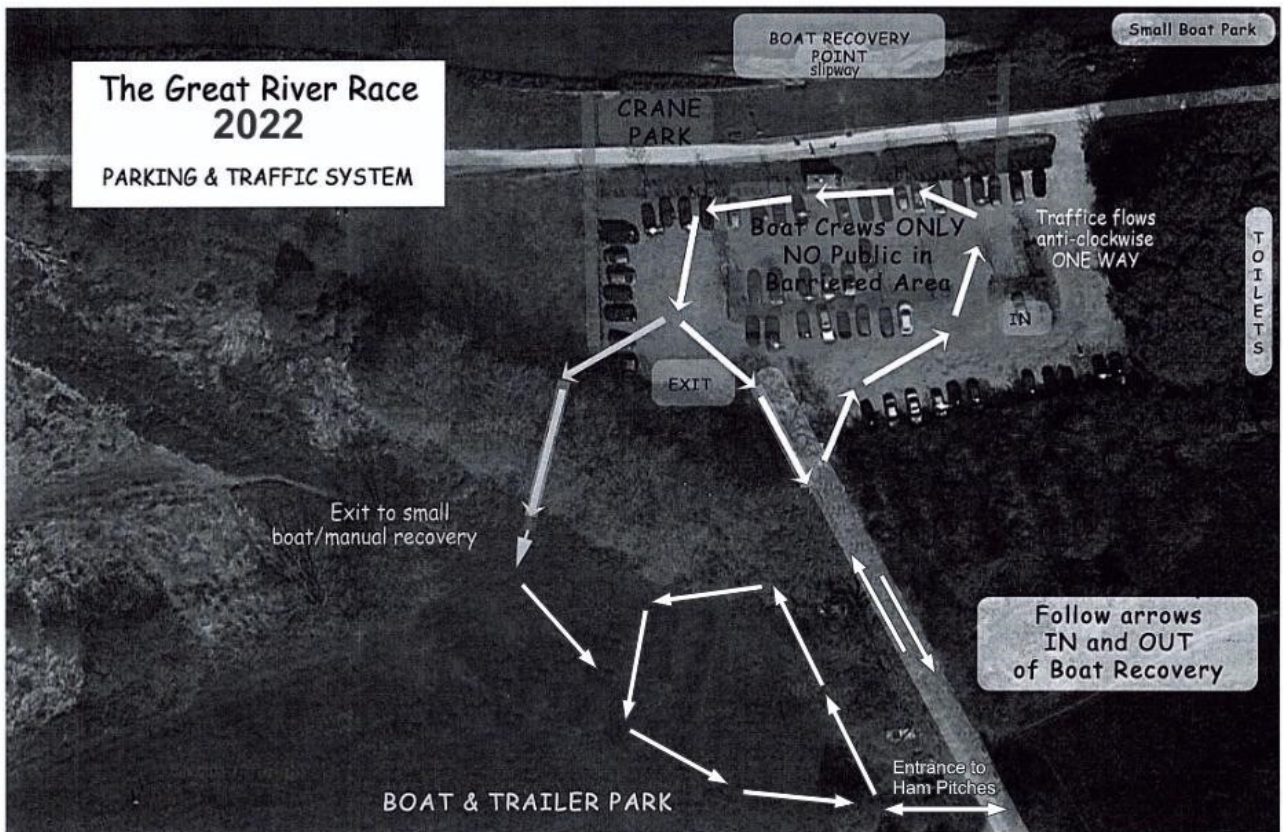 The Great River Race
2022
PARKING & TRAFFIC SYSTEM
BOAT RECOVERY
POINT
slipway
Small Boat Park
CRANE
PARK
Boat Crews ONLY
NO Public in
Barriered Area
Traffice flows
anti-clockwise
ONE WAY
TOILETS
IN
EXIT
Exit to small
boat/manual recovery
Follow arrows
IN and OUT
of Boat Recovery
Entrance to
Ham Pitches
BOAT & TRAILER PARK